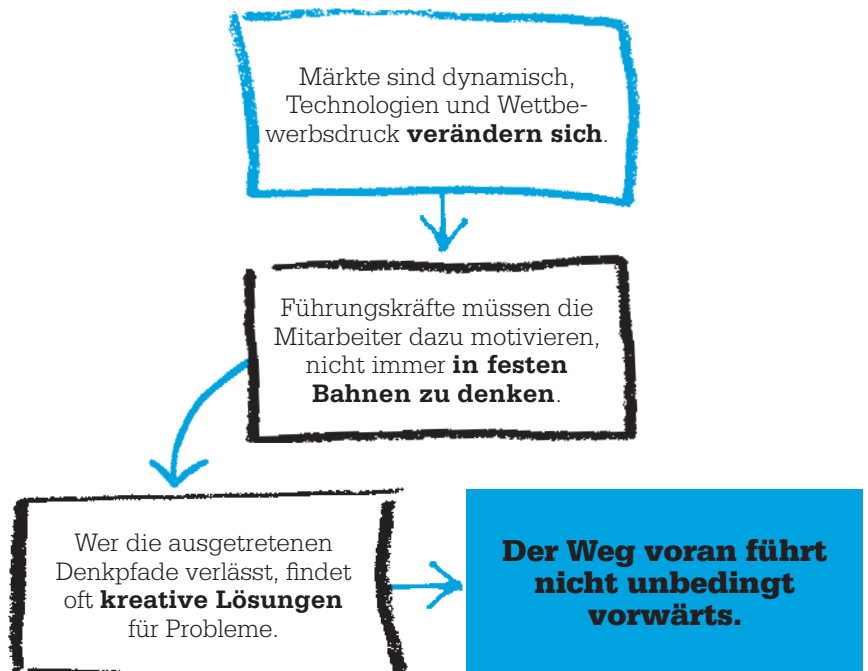 Märkte sind dynamisch,
Technologien und Wettbe-
werbsdruck verändern sich.
Führungskräfte müssen die
Mitarbeiter dazu motivieren,
nicht immer in festen
Bahnen zu denken.
Wer die ausgetretenen
Denkpfade verlässt, findet
oft kreative Lösungen
für Probleme.
Der Weg voran führt
nicht unbedingt
vorwärts.